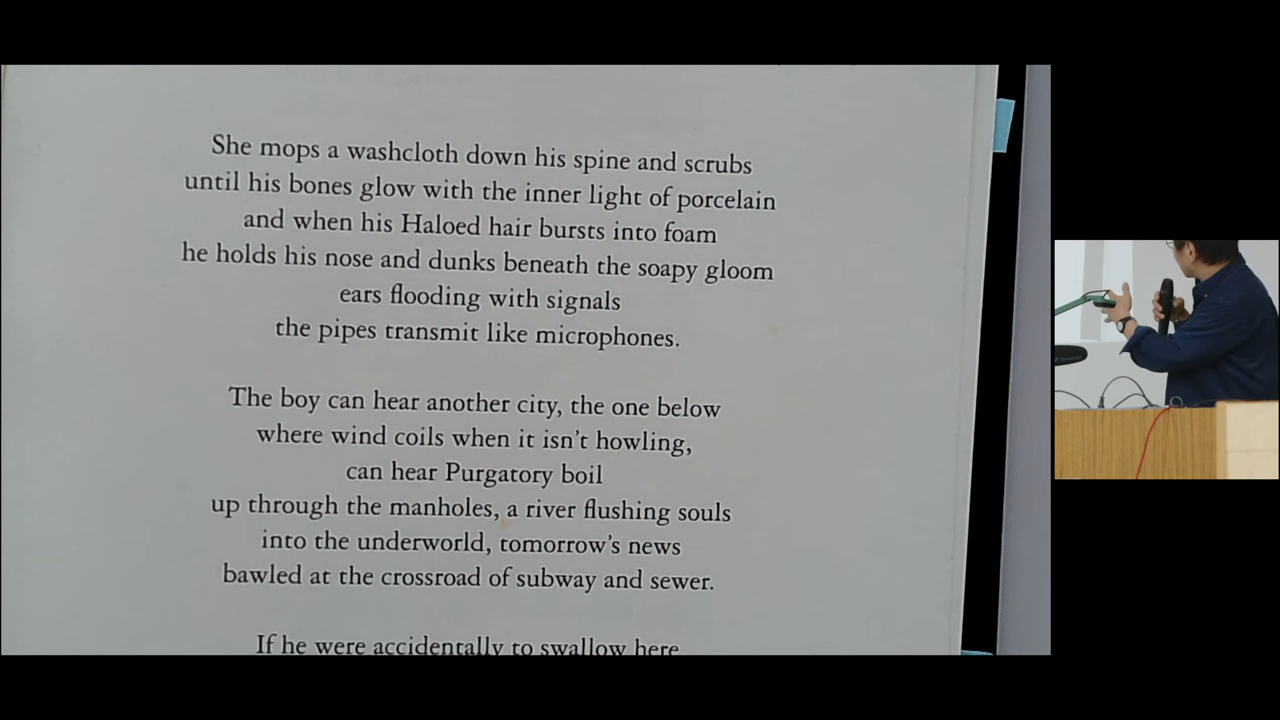 She mops a washcloth down his spine and scrubs
until his bones glow with the inner light of porcelain
and when his Haloed hair bursts into foam
he holds his nose and dunks beneath the soapy gloom
ears flooding with signals
the pipes transmit like microphones.
The boy can hear another city, the one below
where wind coils when it isn't howling,
can hear Purgatory boil
up through the manholes, a river flushing souls
into the underworld, tomorrow's news
bawled at the crossroad of subway and sewer.
If he were accidentally to swallow here